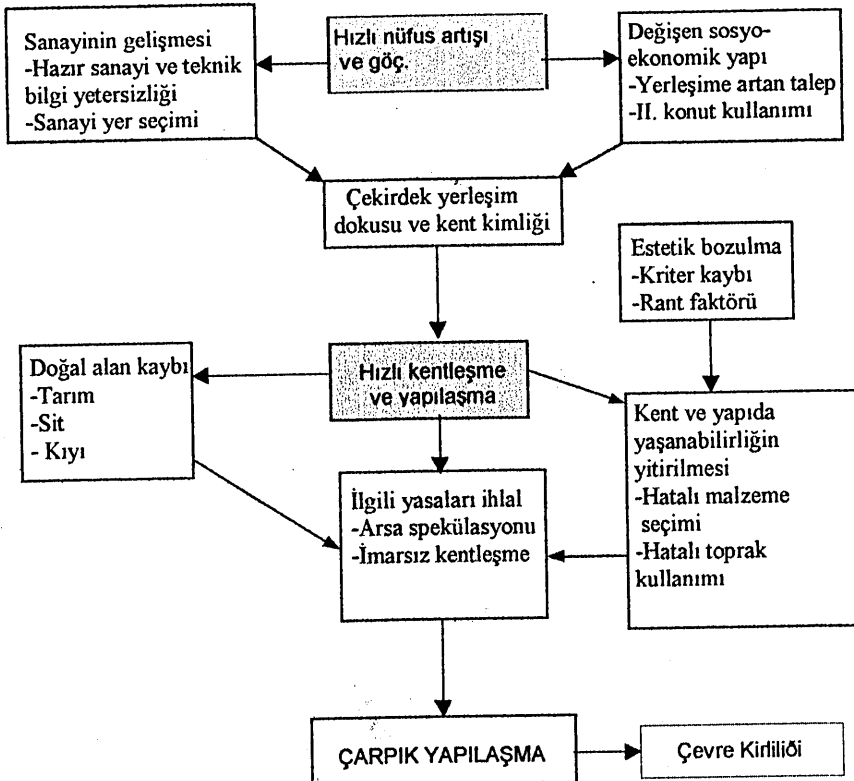 Sanayinin gelişmesi
-Hazır sanayi ve teknik
bilgi yetersizliği
-Sanayi yer seçimi
Hızlı nüfus artışı
ve göç.
Değişen sosyo-
ekonomik yapı
-Yerleşime artan talep
-II. konut kullanımı
Çekirdek yerleşim
dokusu ve kent kimliği
Estetik bozulma
-Kriter kaybı
-Rant faktörü
Doğal alan kaybı
-Tarım
-Sit
- Kıyı
Hızlı kentleşme
ve yapılaşma
Kent ve yapıda
yaşanabilirliğin
yitirilmesi
-Hatalı malzeme
seçimi
-Hatalı toprak
kullanımı
İlgili yasaları ihlal
-Arsa spekülasyonu
-İmarsız kentleşme
ÇARPIK YAPILAŞMA
Çevre Kirliliði